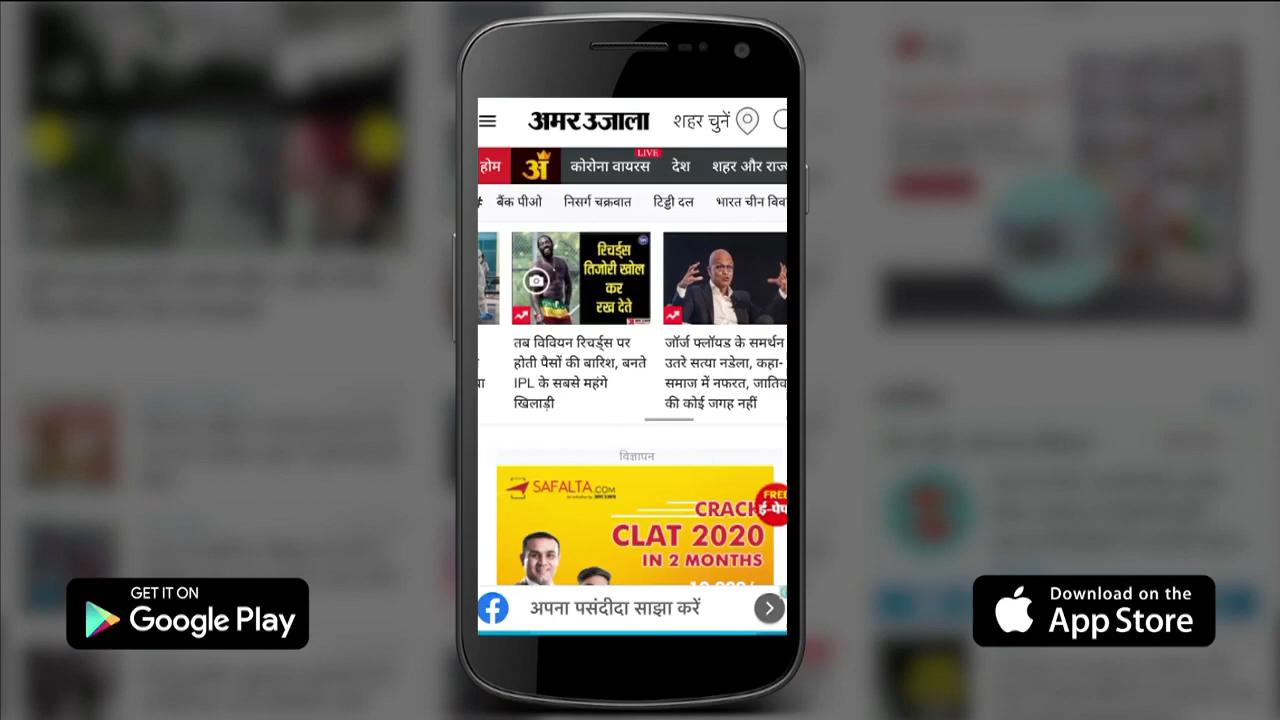 अमर उजाला
शहर चुनें
LIVE
होम
अ
कोरोना वायरस
देश
शहर और राज्य
# बैंक पीओ
निसर्ग चक्रवात
टिड्डी दल
भारत चीन विवा
रिचर्ड्स
तिजोरी खोल
कर
रख देते
तब विवियन रिचर्ड्स पर
होती पैसों की बारिश, बनते
IPL के सबसे महंगे
खिलाड़ी
जॉर्ज फ्लॉयड के समर्थन
उतरे सत्या नडेला, कहा-
समाज में नफरत, जातिव
की कोई जगह नहीं
विज्ञापन
SAFALTA.COM
CRACK
CLAT 2020
IN 2 MONTHS
FREE
ई-पेप
अपना पसंदीदा साझा करें
GET IT ON
Google Play
Download on the
App Store